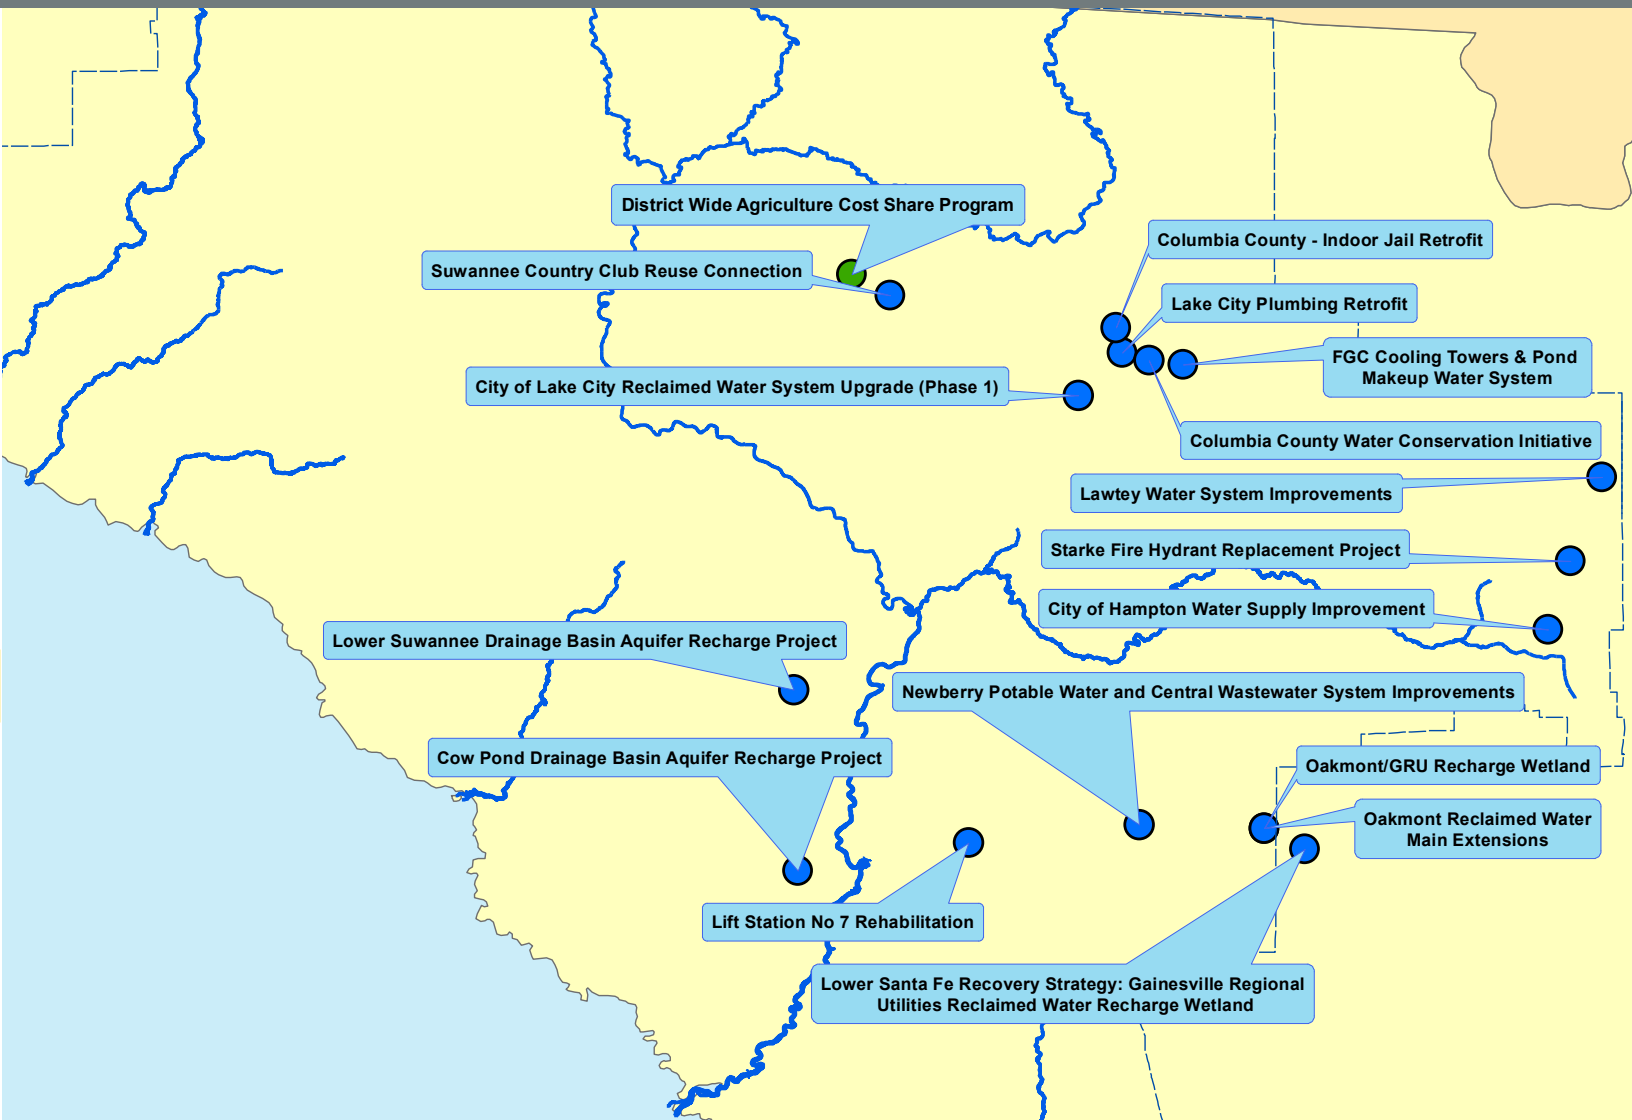 District Wide Agriculture Cost Share Program
Columbia County - Indoor Jail Retrofit
Suwannee Country Club Reuse Connection
Lake City Plumbing Retrofit
FGC Cooling Towers & Pond
Makeup Water System
City of Lake City Reclaimed Water System Upgrade (Phase 1)
Columbia County Water Conservation Initiative
Lawtey Water System Improvements
Starke Fire Hydrant Replacement Project
City of Hampton Water Supply Improvement
Lower Suwannee Drainage Basin Aquifer Recharge Project
Newberry Potable Water and Central Wastewater System Improvements
Cow Pond Drainage Basin Aquifer Recharge Project
Oakmont/GRU Recharge Wetland
Oakmont Reclaimed Water
Main Extensions
Lift Station No 7 Rehabilitation
Lower Santa Fe Recovery Strategy: Gainesville Regional
Utilities Reclaimed Water Recharge Wetland